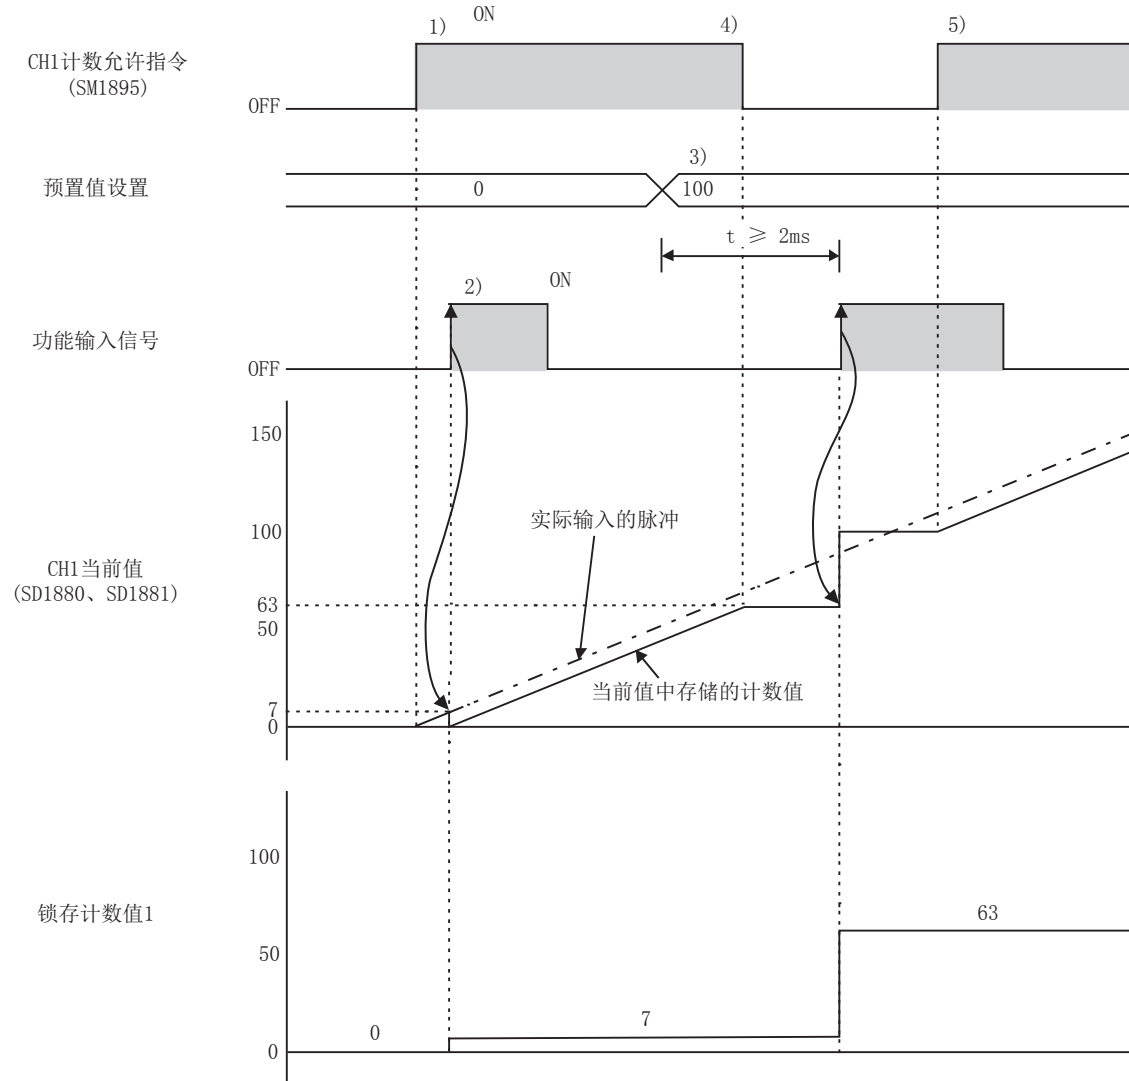 1)
ON
4)
5)
CH1计数允许指令
(SM1895)
OFF
3)
预置值设置
0
100
t ≥ 2ms
2)
ON
功能输入信号
OFF
150
实际输入的脉冲
100
CH1当前值
(SD1880、SD1881)
63
50
当前值中存储的计数值
7
0
100
锁存计数值1
63
50
7
0
0